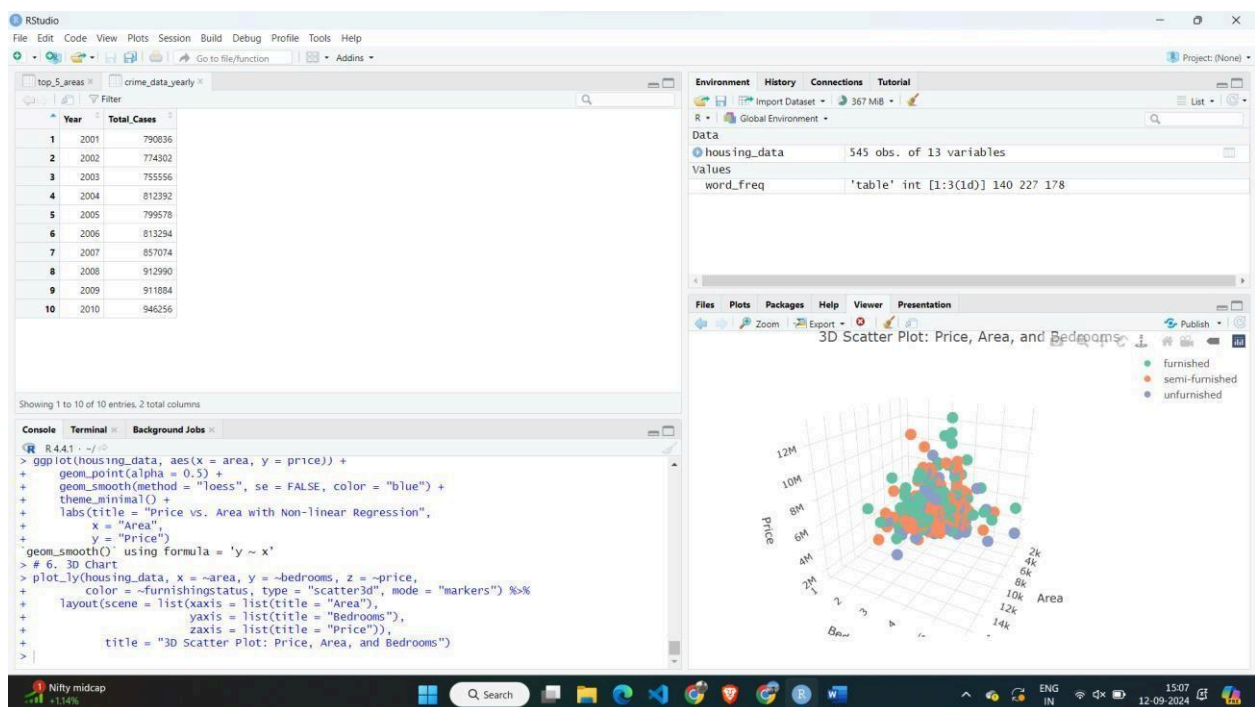 RStudio
File Edit Code View Plots Session Build Debug Profile Tools Help
Go to file/function Addins
Project: (None)
top_5_areas crime_data_yearly
Filter
Year Total_Cases
1 2001 790836
2 2002 774302
3 2003 755556
4 2004 812392
5 2005 799578
6 2006 813294
7 2007 857074
8 2008 912990
9 2009 911884
10 2010 946256
Showing 1 to 10 of 10 entries, 2 total columns
Console Terminal Background Jobs
R 4.4.1 · ~/
> ggplot(housing_data, aes(x = area, y = price)) +
+ geom_point(alpha = 0.5) +
+ geom_smooth(method = "loess", se = FALSE, color = "blue") +
+ theme_minimal() +
+ labs(title = "Price vs. Area with Non-linear Regression",
+ x = "Area",
+ y = "Price")
`geom_smooth()` using formula = 'y ~ x'
> # 6. 3D Chart
> plot_ly(housing_data, x = ~area, y = ~bedrooms, z = ~price,
+ color = ~furnishingstatus, type = "scatter3d", mode = "markers") %>%
+ layout(scene = list(xaxis = list(title = "Area"),
+ yaxis = list(title = "Bedrooms"),
+ zaxis = list(title = "Price")),
+ title = "3D Scatter Plot: Price, Area, and Bedrooms")
>
Environment History Connections Tutorial
Import Dataset 367 MiB List
R Global Environment
Data
housing_data 545 obs. of 13 variables
Values
word_freq 'table' int [1:3(1d)] 140 227 178
Files Plots Packages Help Viewer Presentation
Zoom Export Publish
3D Scatter Plot: Price, Area, and Bedrooms
furnished
semi-furnished
unfurnished
12M
10M
8M
6M
4M
2M
Price
1
2
3
4
2k
4k
6k
8k
10k
12k
14k
Area
Nifty midcap
+1.14%
1
Search
ENG
IN
15:07
12-09-2024